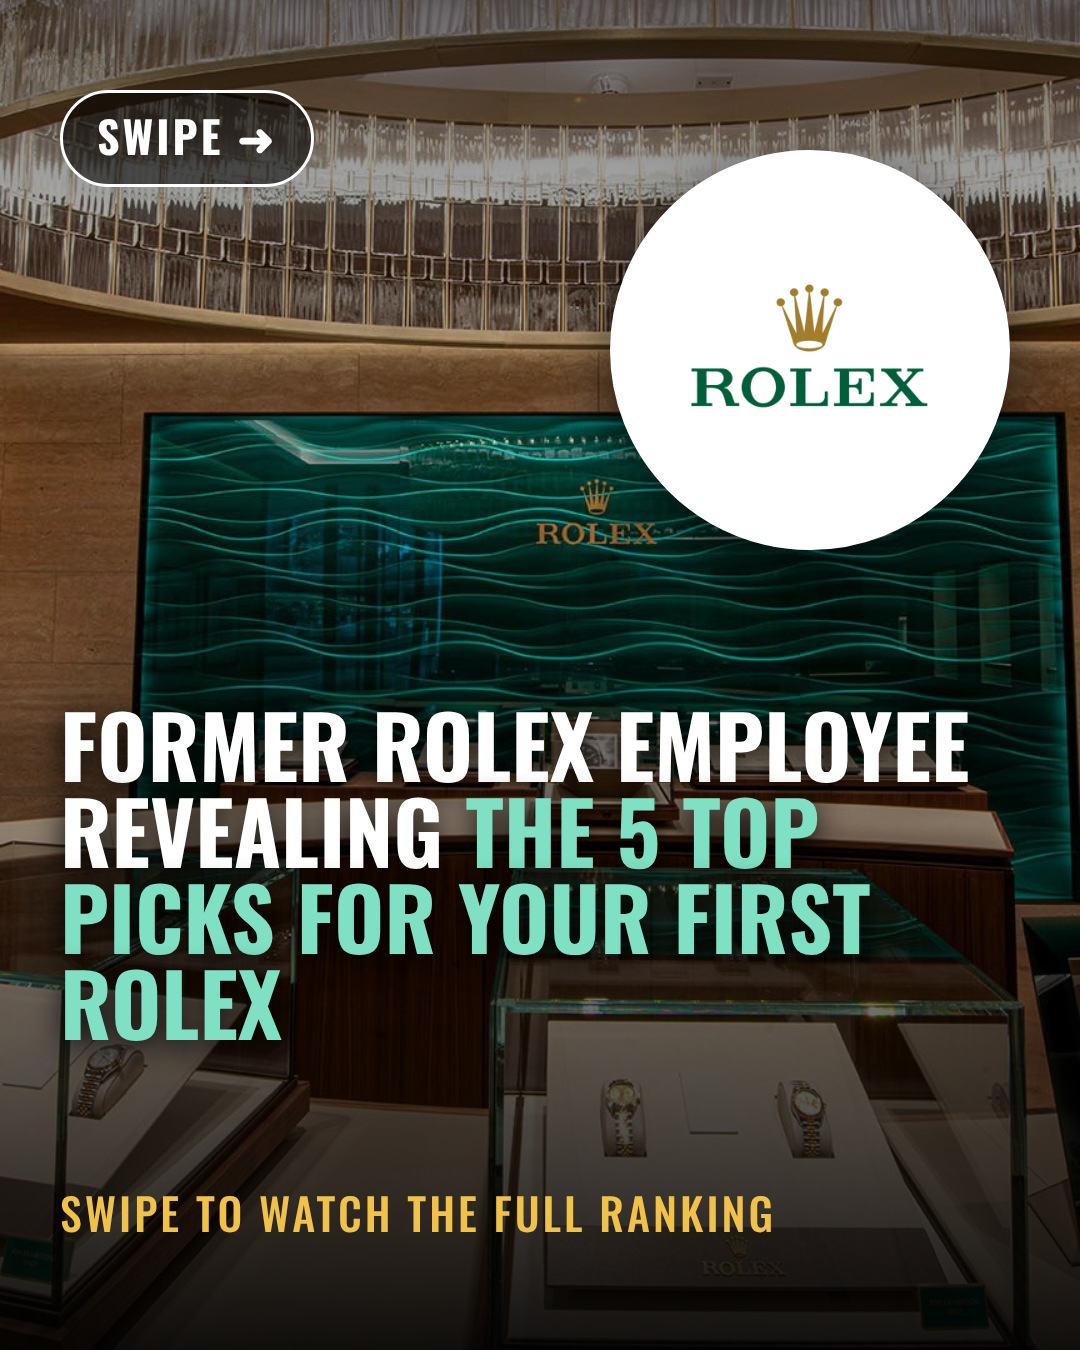 SWIPE ➜
ROLEX
ROLEX
FORMER ROLEX EMPLOYEE
REVEALING THE 5 TOP
PICKS FOR YOUR FIRST
ROLEX
SWIPE TO WATCH THE FULL RANKING
ROLEX